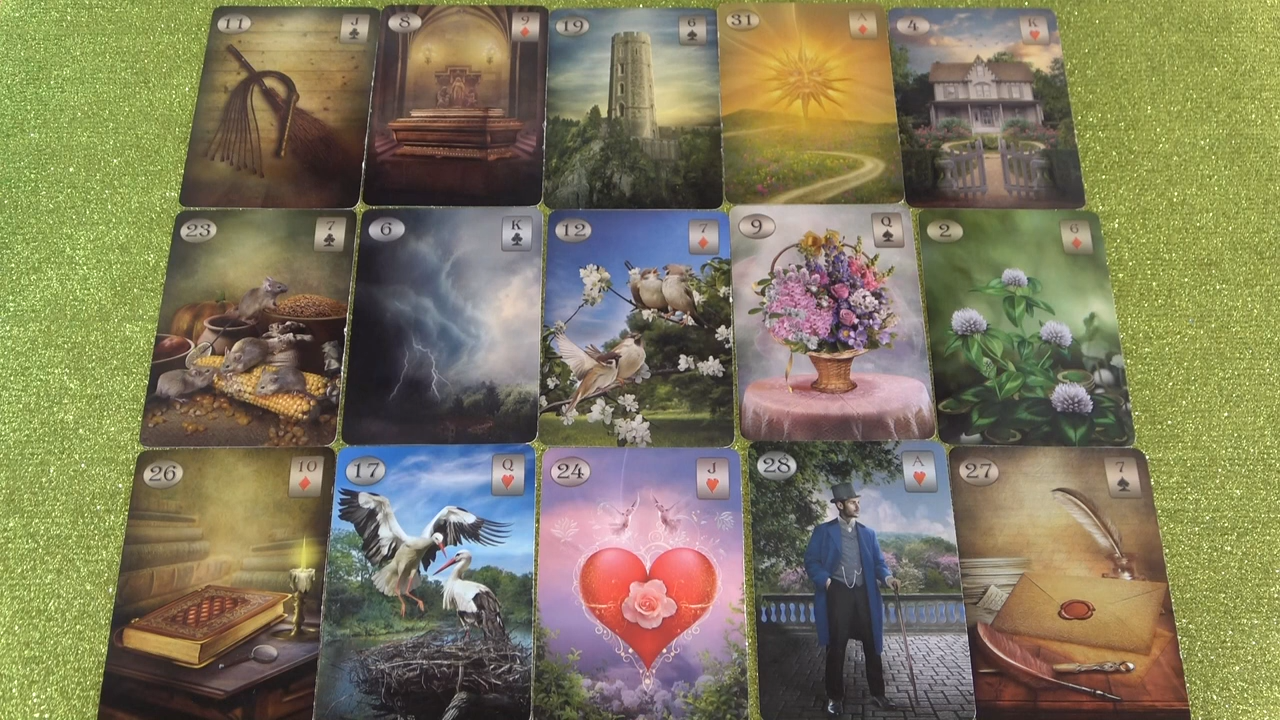 11 J♣
8 9♦
19 6♠
31 A♦
4 K♥
23 7♣
6 K♣
12 7♦
9 Q♠
2 6♦
26 10♦
17 Q♥
24 J♥
28 A♥
27 7♠